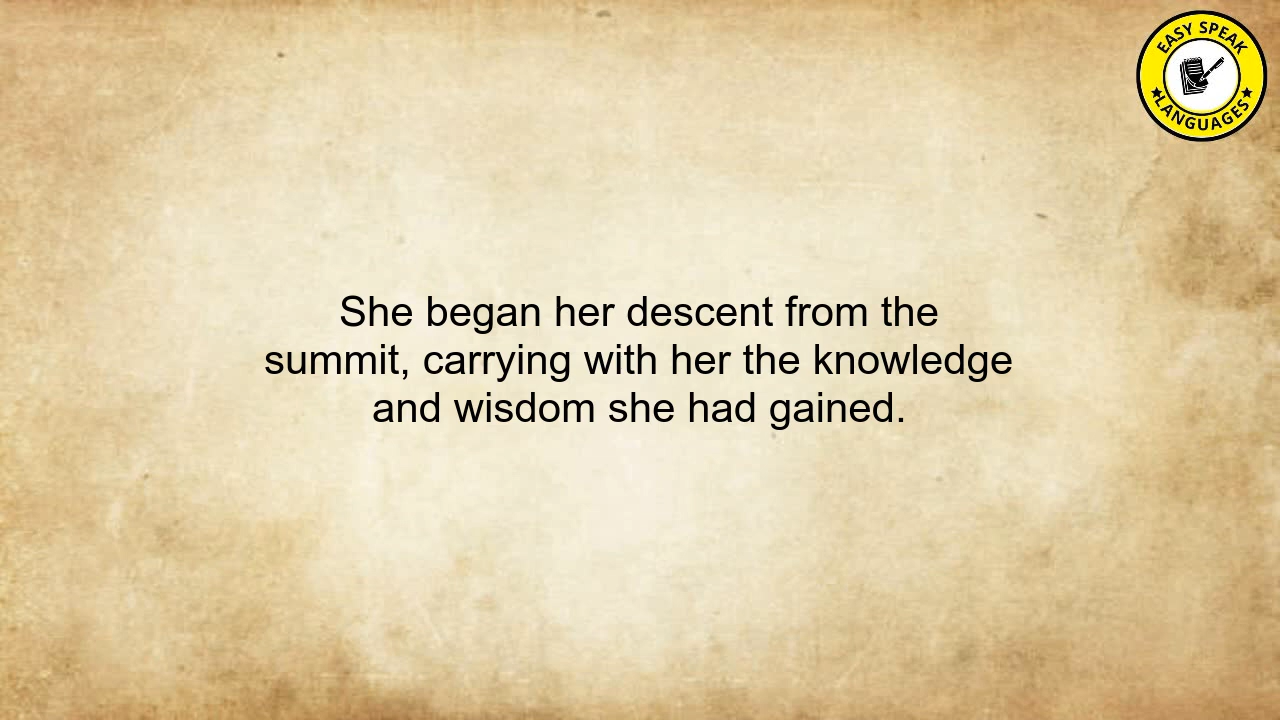 EASY SPEAK
LANGUAGES
She began her descent from the
summit, carrying with her the knowledge
and wisdom she had gained.